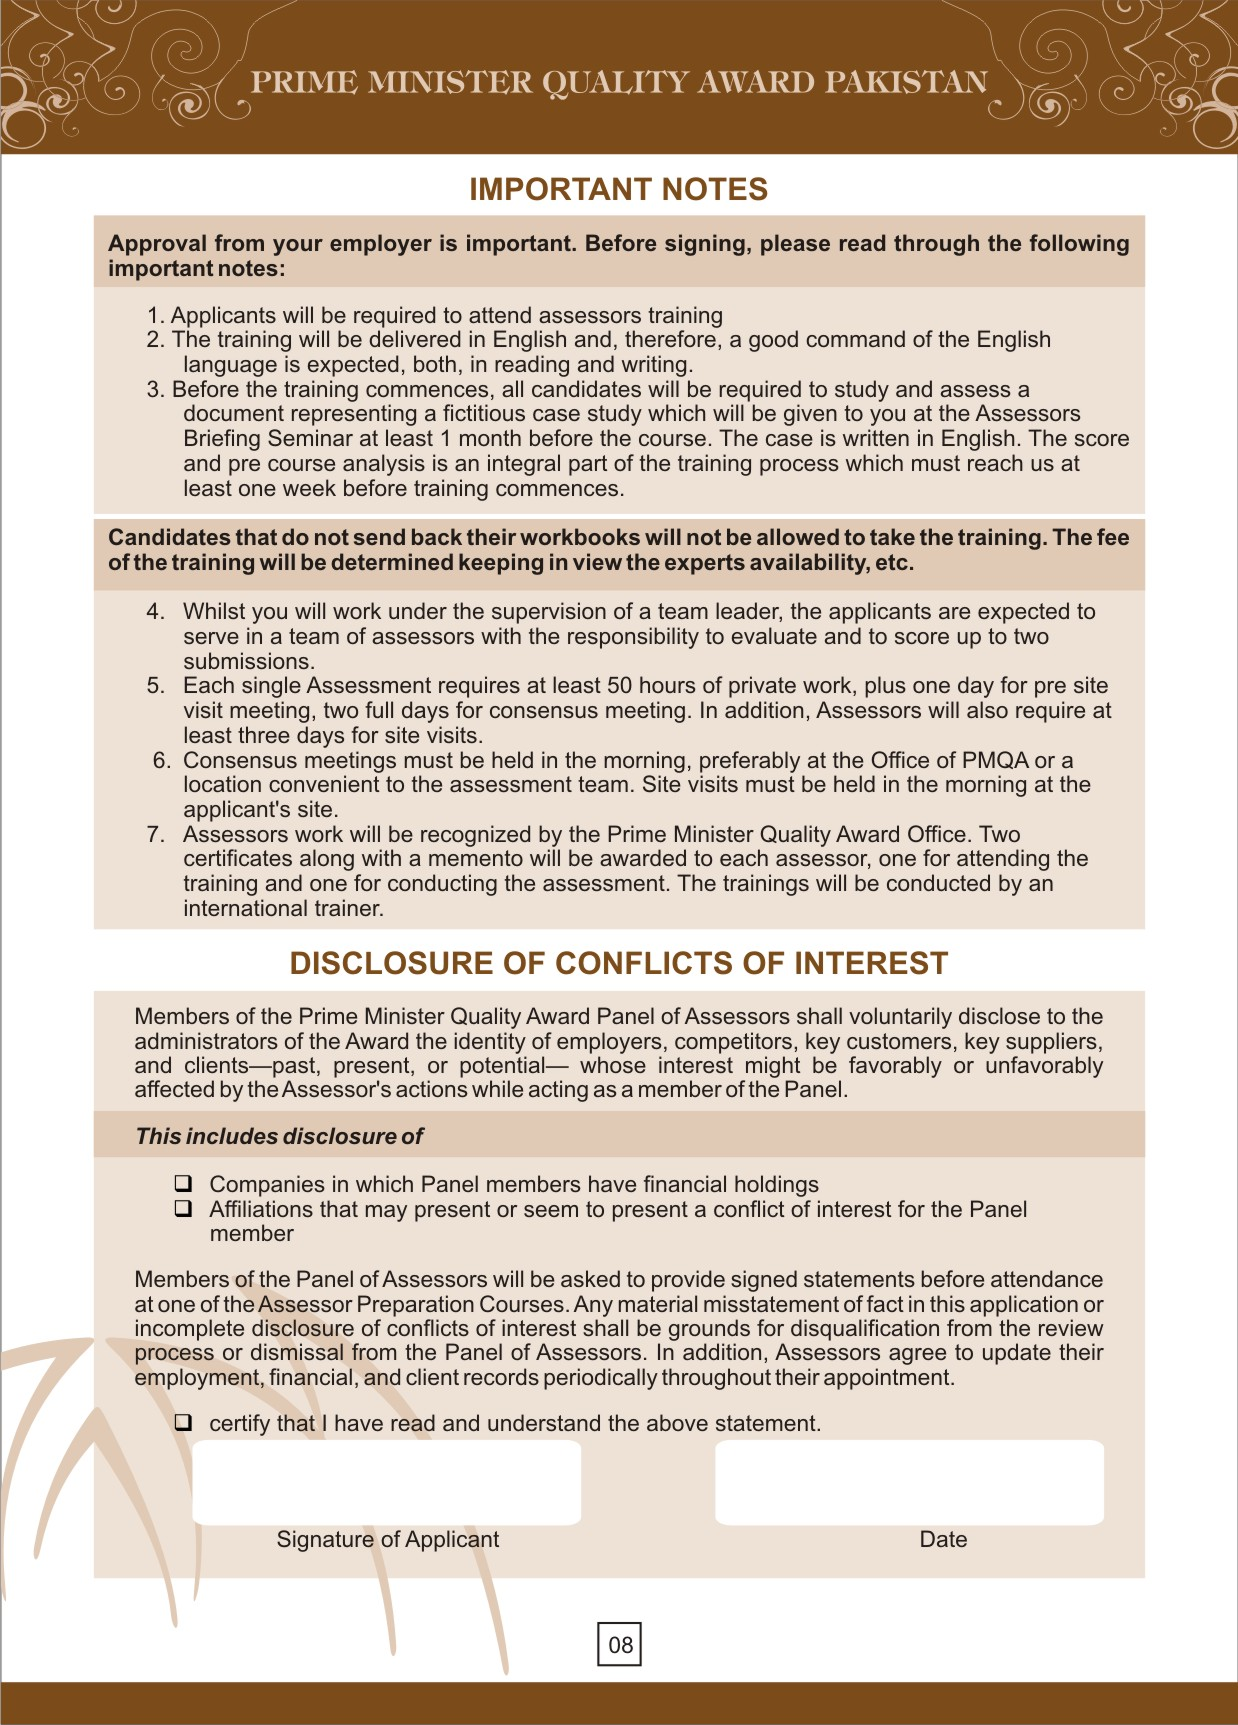 PRIME MINISTER QUALITY AWARD PAKISTAN
IMPORTANT NOTES
Approval from your employer is important. Before signing, please read through the following
important notes:
1. Applicants will be required to attend assessors training
2. The training will be delivered in English and, therefore, a good command of the English
language is expected, both, in reading and writing.
3. Before the training commences, all candidates will be required to study and assess a
document representing a fictitious case study which will be given to you at the Assessors
Briefing Seminar at least 1 month before the course. The case is written in English. The score
and pre course analysis is an integral part of the training process which must reach us at
least one week before training commences.
Candidates that do not send back their workbooks will not be allowed to take the training. The fee
of the training will be determined keeping in view the experts availability, etc.
4. Whilst you will work under the supervision of a team leader, the applicants are expected to
serve in a team of assessors with the responsibility to evaluate and to score up to two
submissions.
5. Each single Assessment requires at least 50 hours of private work, plus one day for pre site
visit meeting, two full days for consensus meeting. In addition, Assessors will also require at
least three days for site visits.
6. Consensus meetings must be held in the morning, preferably at the Office of PMQA or a
location convenient to the assessment team. Site visits must be held in the morning at the
applicant's site.
7. Assessors work will be recognized by the Prime Minister Quality Award Office. Two
certificates along with a memento will be awarded to each assessor, one for attending the
training and one for conducting the assessment. The trainings will be conducted by an
international trainer.
DISCLOSURE OF CONFLICTS OF INTEREST
Members of the Prime Minister Quality Award Panel of Assessors shall voluntarily disclose to the
administrators of the Award the identity of employers, competitors, key customers, key suppliers,
and clients—past, present, or potential— whose interest might be favorably or unfavorably
affected by the Assessor's actions while acting as a member of the Panel.
This includes disclosure of
❑ Companies in which Panel members have financial holdings
❑ Affiliations that may present or seem to present a conflict of interest for the Panel
member
Members of the Panel of Assessors will be asked to provide signed statements before attendance
at one of the Assessor Preparation Courses. Any material misstatement of fact in this application or
incomplete disclosure of conflicts of interest shall be grounds for disqualification from the review
process or dismissal from the Panel of Assessors. In addition, Assessors agree to update their
employment, financial, and client records periodically throughout their appointment.
❑ certify that I have read and understand the above statement.
Signature of Applicant
Date
08